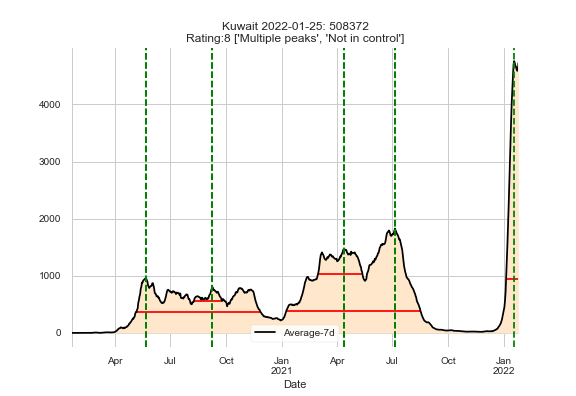 Kuwait 2022-01-25: 508372
Rating:8 ['Multiple peaks', 'Not in control']
4000
3000
2000
1000
0
Average-7d
Apr Jul Oct Jan Apr Jul Oct Jan
2021 2022
Date